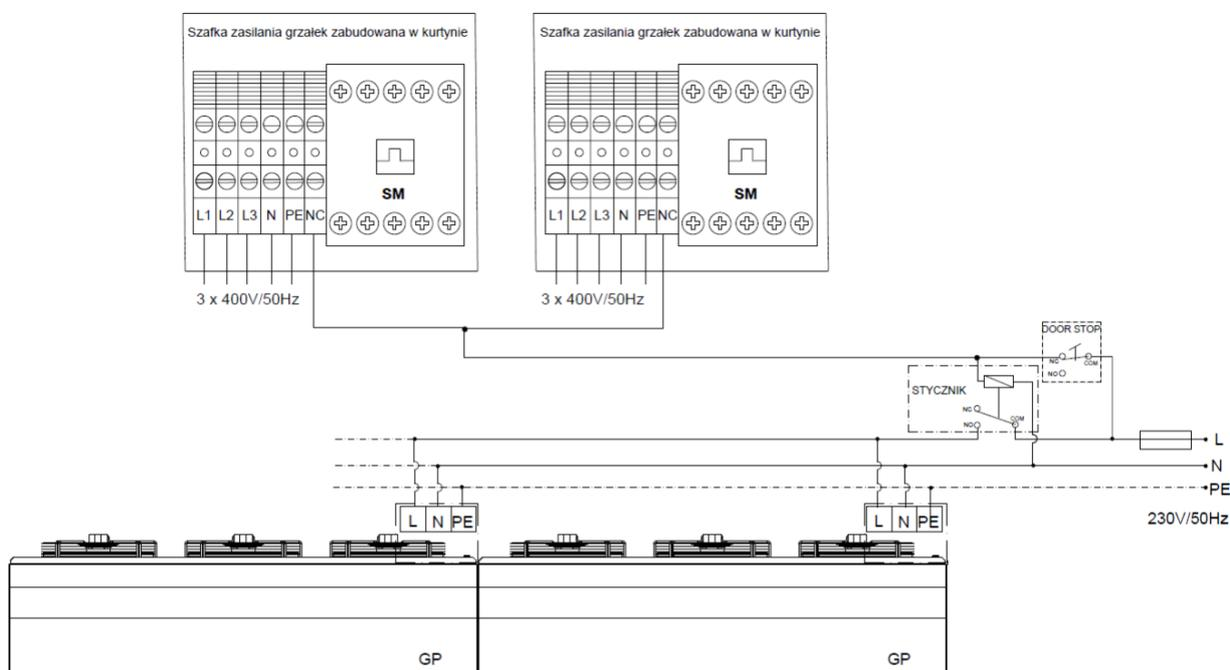 Szafka zasilania grzałek zabudowana w kurtynie
SM
L1 L2 L3 N PE NC
3 x 400V/50Hz
Szafka zasilania grzałek zabudowana w kurtynie
SM
L1 L2 L3 N PE NC
3 x 400V/50Hz
DOOR STOP
NC COM
NO
STYCZNIK
NC
NO COM
L
N
PE
230V/50Hz
L N PE
L N PE
GP
GP